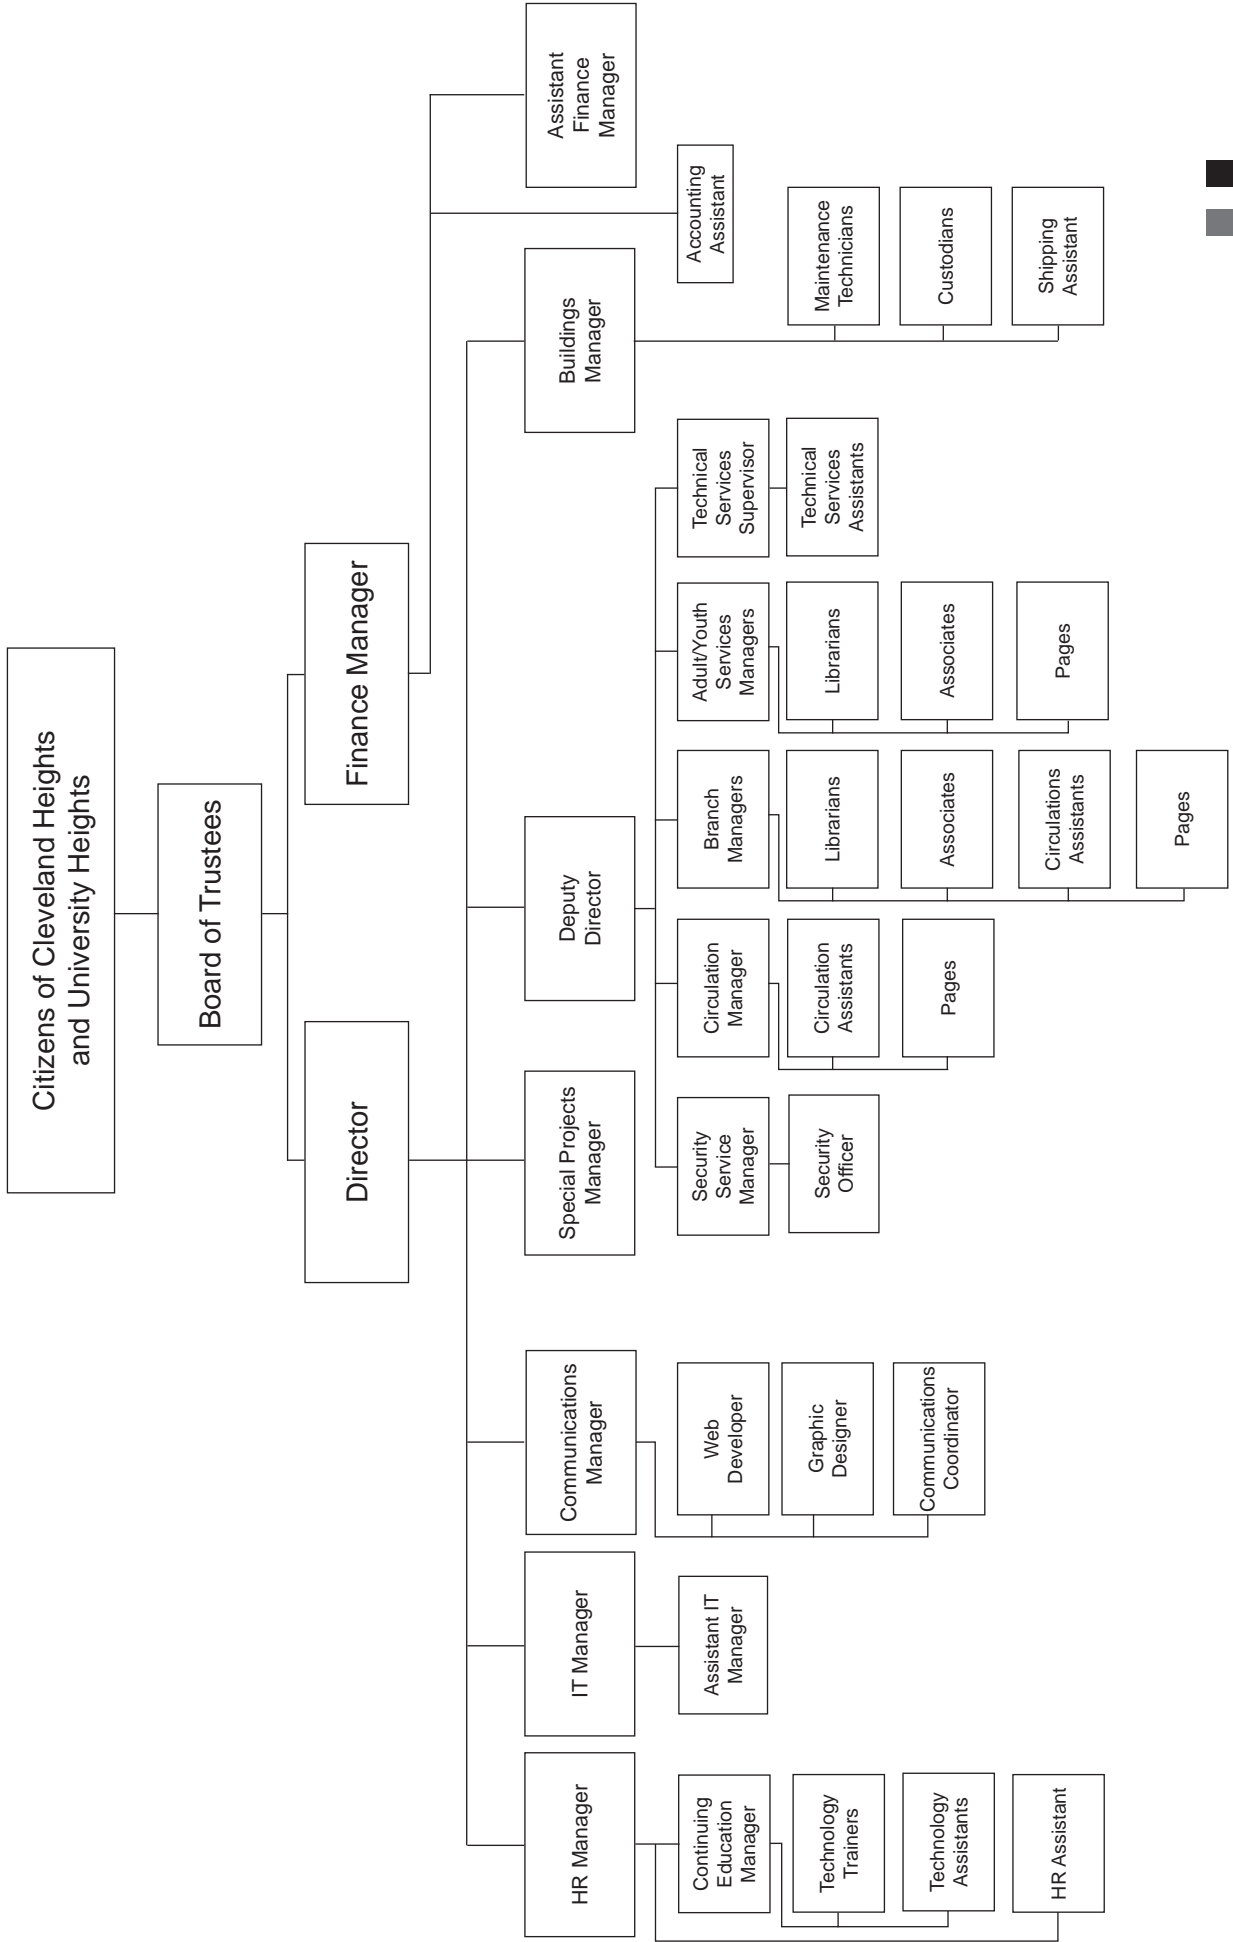 Citizens of Cleveland Heights
and University Heights
Board of Trustees
Director
Finance Manager
HR Manager
IT Manager
Communications
Manager
Special Projects
Manager
Deputy
Director
Buildings
Manager
Assistant
Finance
Manager
Accounting
Assistant
Continuing
Education
Manager
Technology
Trainers
Technology
Assistants
HR Assistant
Assistant IT
Manager
Web
Developer
Graphic
Designer
Communications
Coordinator
Security
Service
Manager
Security
Officer
Circulation
Manager
Circulation
Assistants
Pages
Branch
Managers
Librarians
Associates
Circulations
Assistants
Pages
Adult/Youth
Services
Managers
Librarians
Associates
Pages
Technical
Services
Supervisor
Technical
Services
Assistants
Maintenance
Technicians
Custodians
Shipping
Assistant